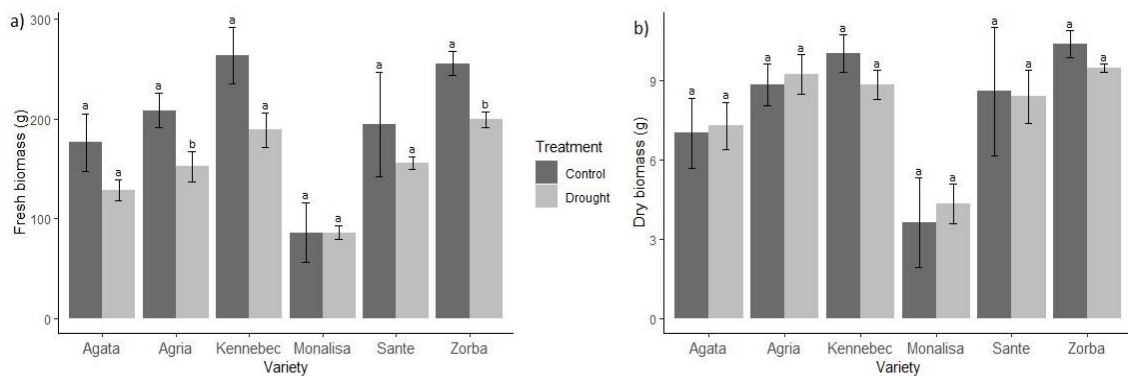 a)
Fresh biomass (g)
300
200
100
0
a a a b a a a a a a a b
Agata Agria Kennebec Monalisa Sante Zorba
Variety
Treatment
Control
Drought
b)
Dry biomass (g)
9
6
3
0
a a a a a a a a a a a a
Agata Agria Kennebec Monalisa Sante Zorba
Variety